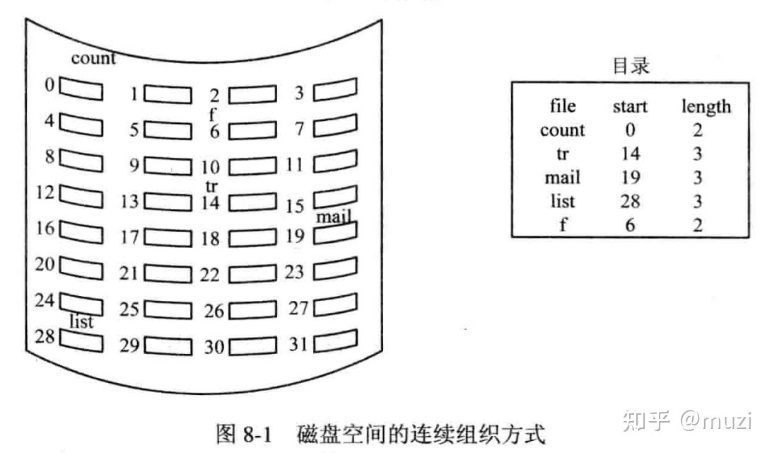 count
0 1 2 3
f
4 5 6 7
8 9 10 11
tr
12 13 14 15
mail
16 17 18 19
20 21 22 23
24 25 26 27
list
28 29 30 31
目录
file start length
count 0 2
tr 14 3
mail 19 3
list 28 3
f 6 2
图 8-1 磁盘空间的连续组织方式
知乎 @muzi